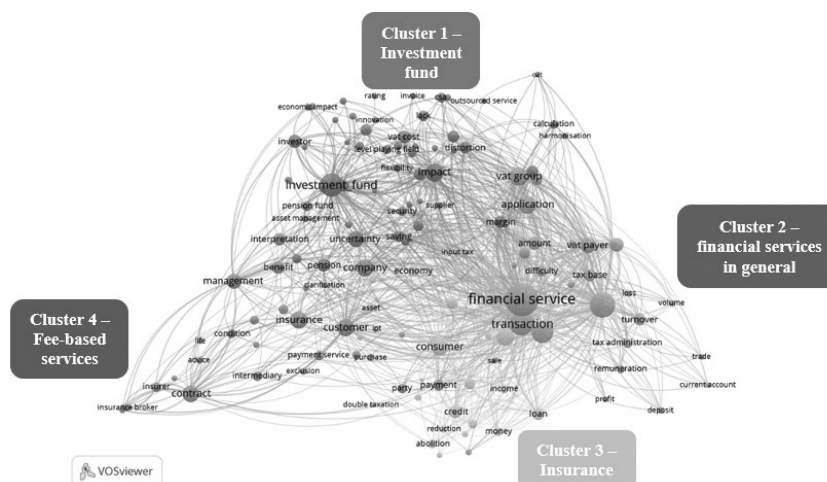 Cluster 1 –
Investment
fund
cat
rating
invoice
sa
outsourced service
economic impact
innovation
lack
calculation
harmonisation
investor
vat cost
level playing field
distortion
flexibility
impact
vat group
investment fund
pension fund
supplier
application
asset management
security
margin
Cluster 2 –
financial services
in general
interpretation
uncertainty
saving
amount
vat payer
input tax
benefit
pension
company
economy
difficulty
tax base
management
clarification
financial service
loss
volume
asset
Cluster 4 –
Fee-based
services
insurance
customer
ipt
transaction
turnover
life
condition
tax administration
consumer
advice
payment service
purchase
sale
trade
exclusion
remuneration
insurer
intermediary
party
payment
income
current account
contract
profit
insurance broker
double taxation
credit
loan
deposit
reduction
money
abolition
Cluster 3 –
Insurance
VOSviewer